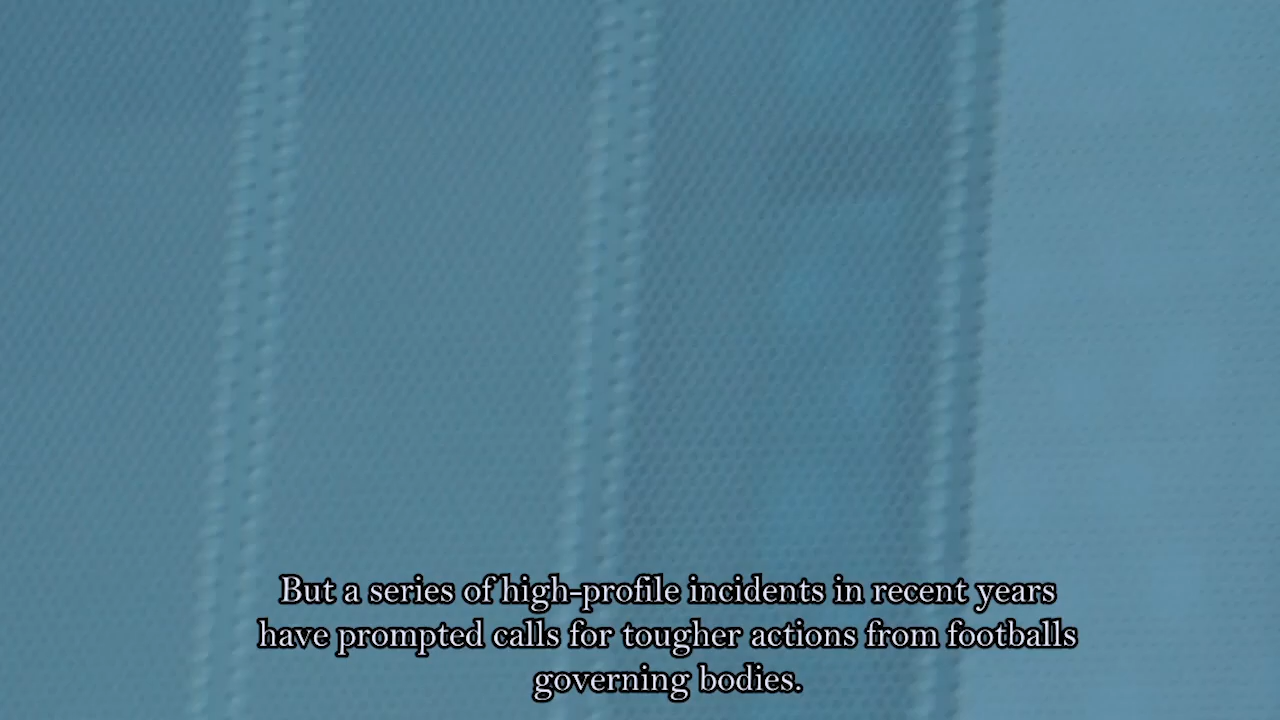 But a series of high-profile incidents in recent years
have prompted calls for tougher actions from footballs
governing bodies.